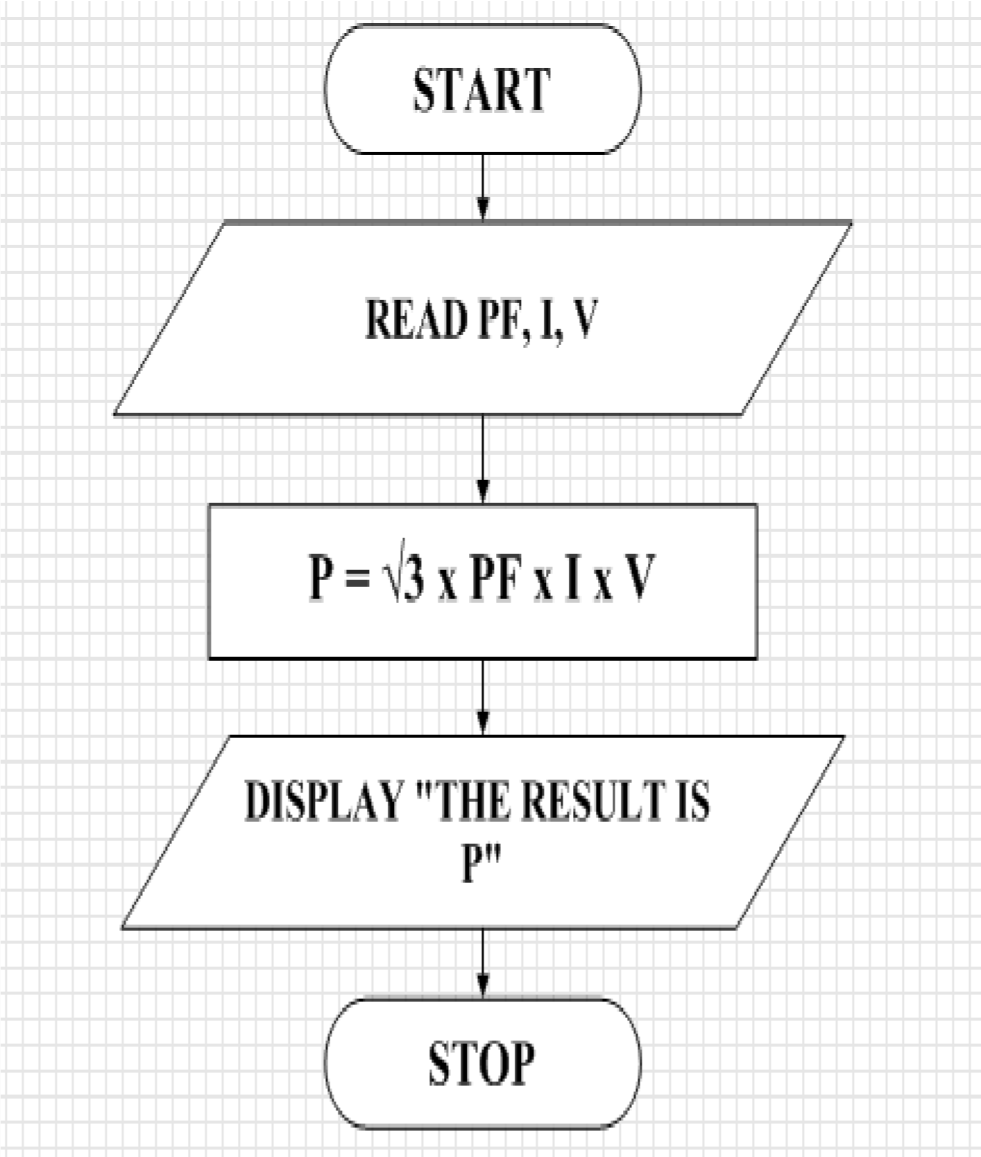 START
READ PF, I, V
P = √3 x PF x I x V
DISPLAY "THE RESULT IS
P"
STOP